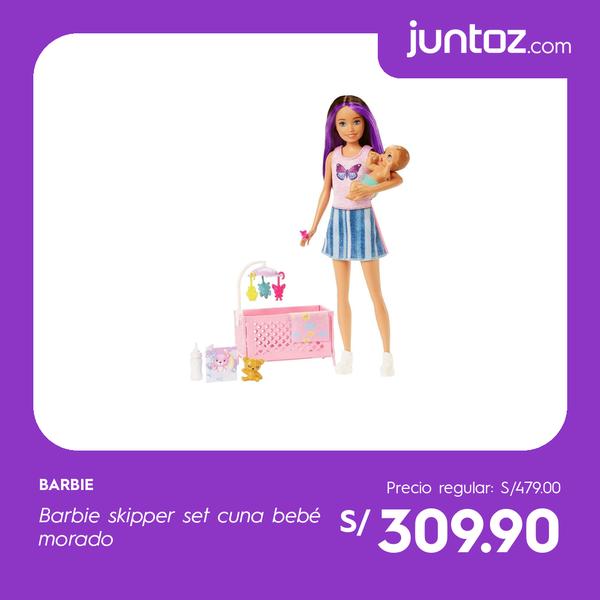 juntoz.com
BARBIE
Barbie skipper set cuna bebé
morado
Precio regular: S/479.00
S/ 309.90